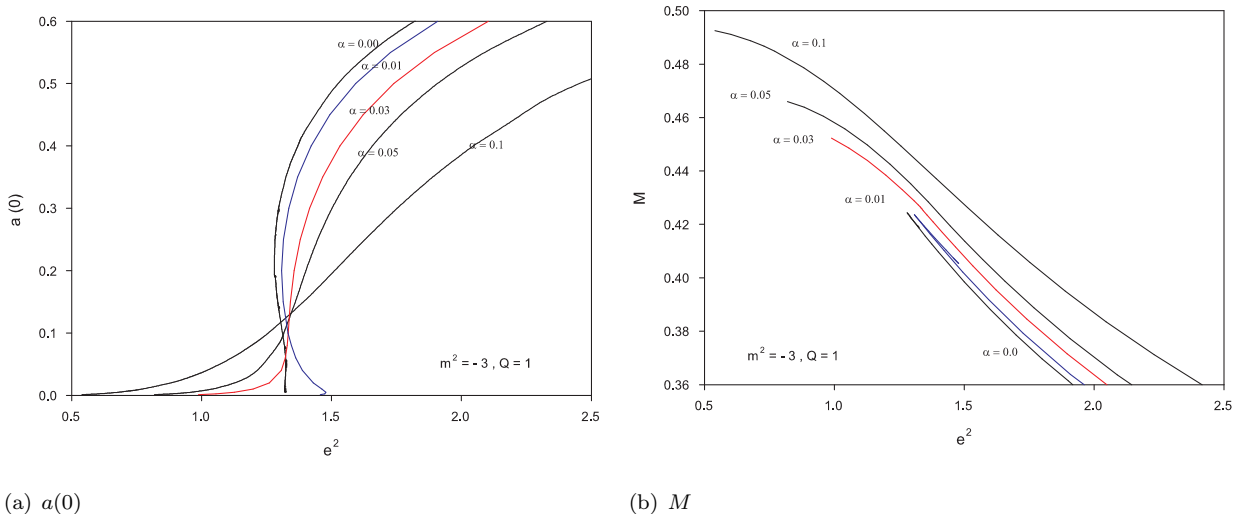 0.6
0.5
0.4
0.3
0.2
0.1
0.0
a (0)
α = 0.00
α = 0.01
α = 0.03
α = 0.05
α = 0.1
m² = - 3 , Q = 1
0.5 1.0 1.5 2.0 2.5
e²
(a) a(0)
0.50
0.48
0.46
0.44
0.42
0.40
0.38
0.36
M
α = 0.1
α = 0.05
α = 0.03
α = 0.01
α = 0.0
m² = - 3 , Q = 1
0.5 1.0 1.5 2.0 2.5
e²
(b) M